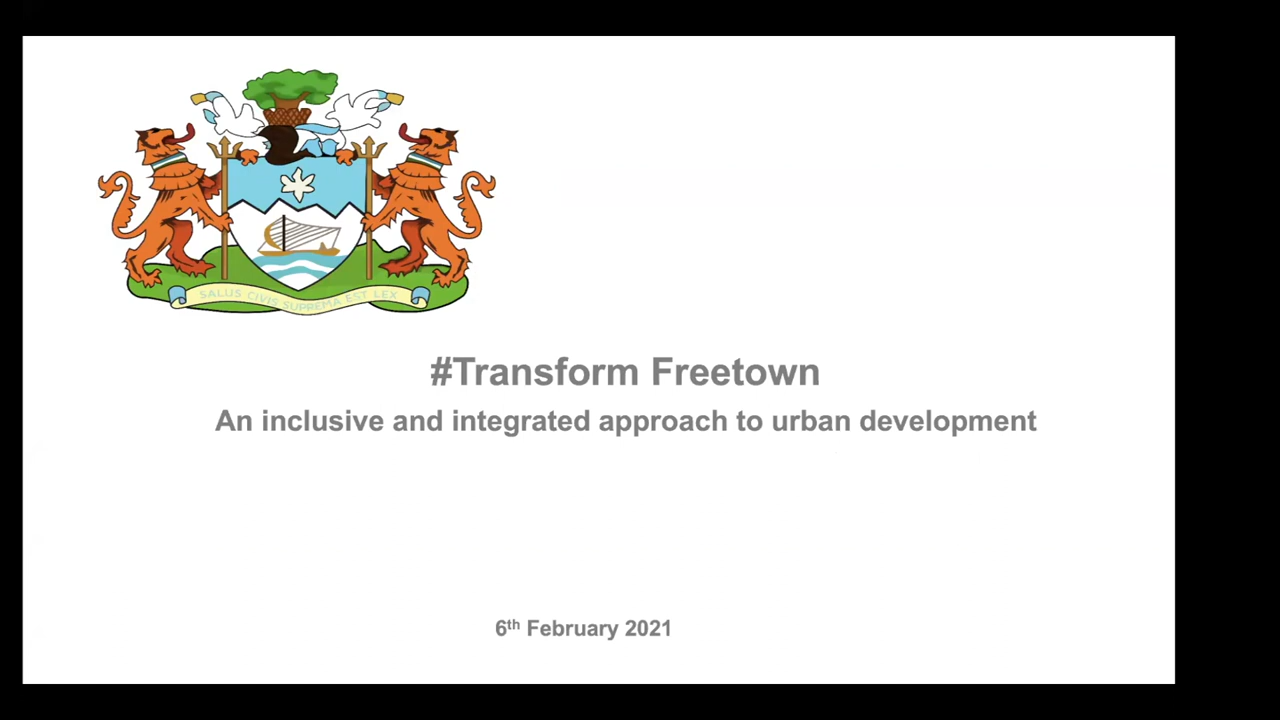 SALUS CIVIS SUPREMA EST LEX
#Transform Freetown
An inclusive and integrated approach to urban development
6th February 2021